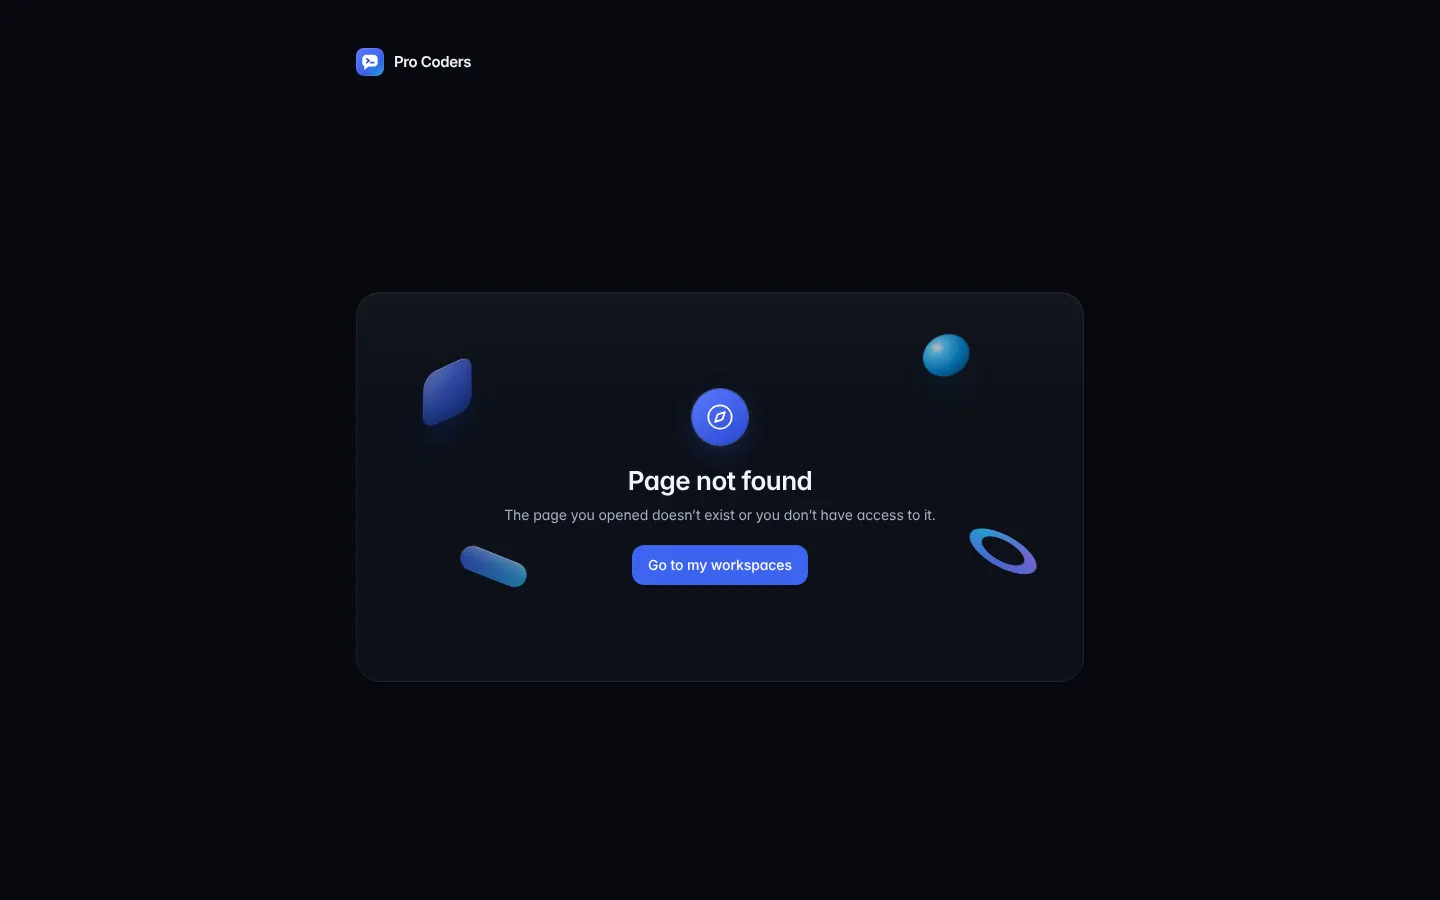 Pro Coders
Page not found
The page you opened doesn’t exist or you don’t have access to it.
Go to my workspaces